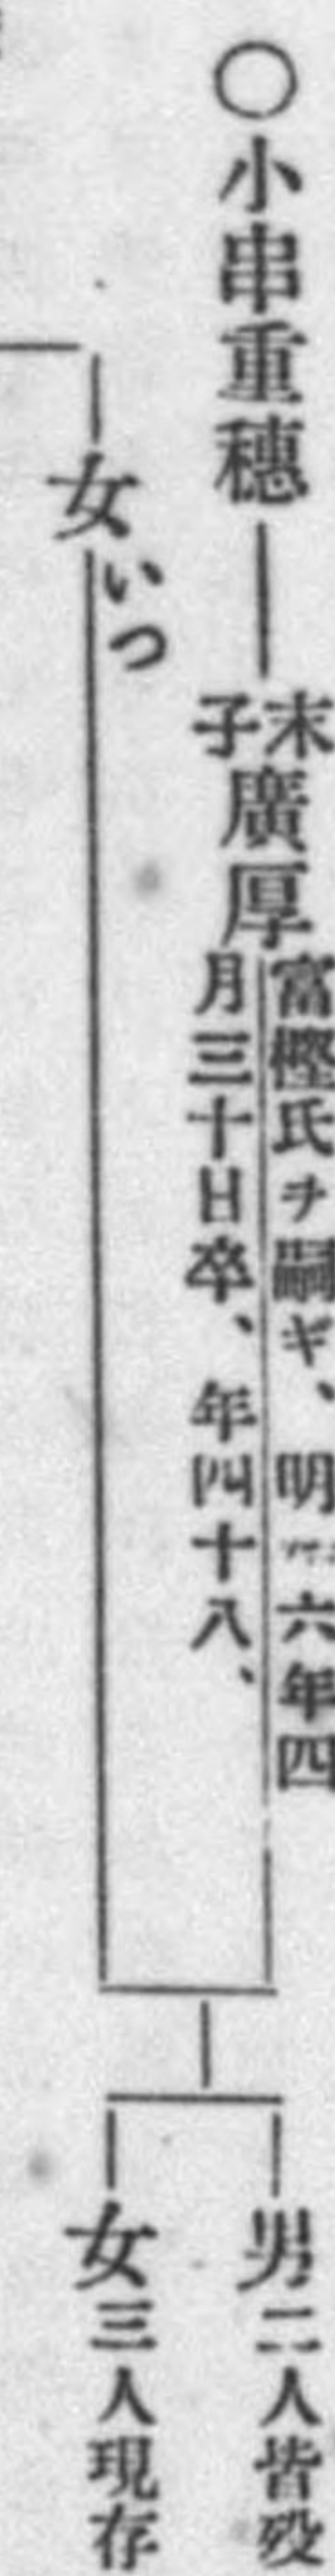 〇小串重穗
末子廣厚
富樫氏ヲ嗣ギ、明治六年四
月三十日卒、年四十八、
女いつ
男二人皆歿
女三人現存